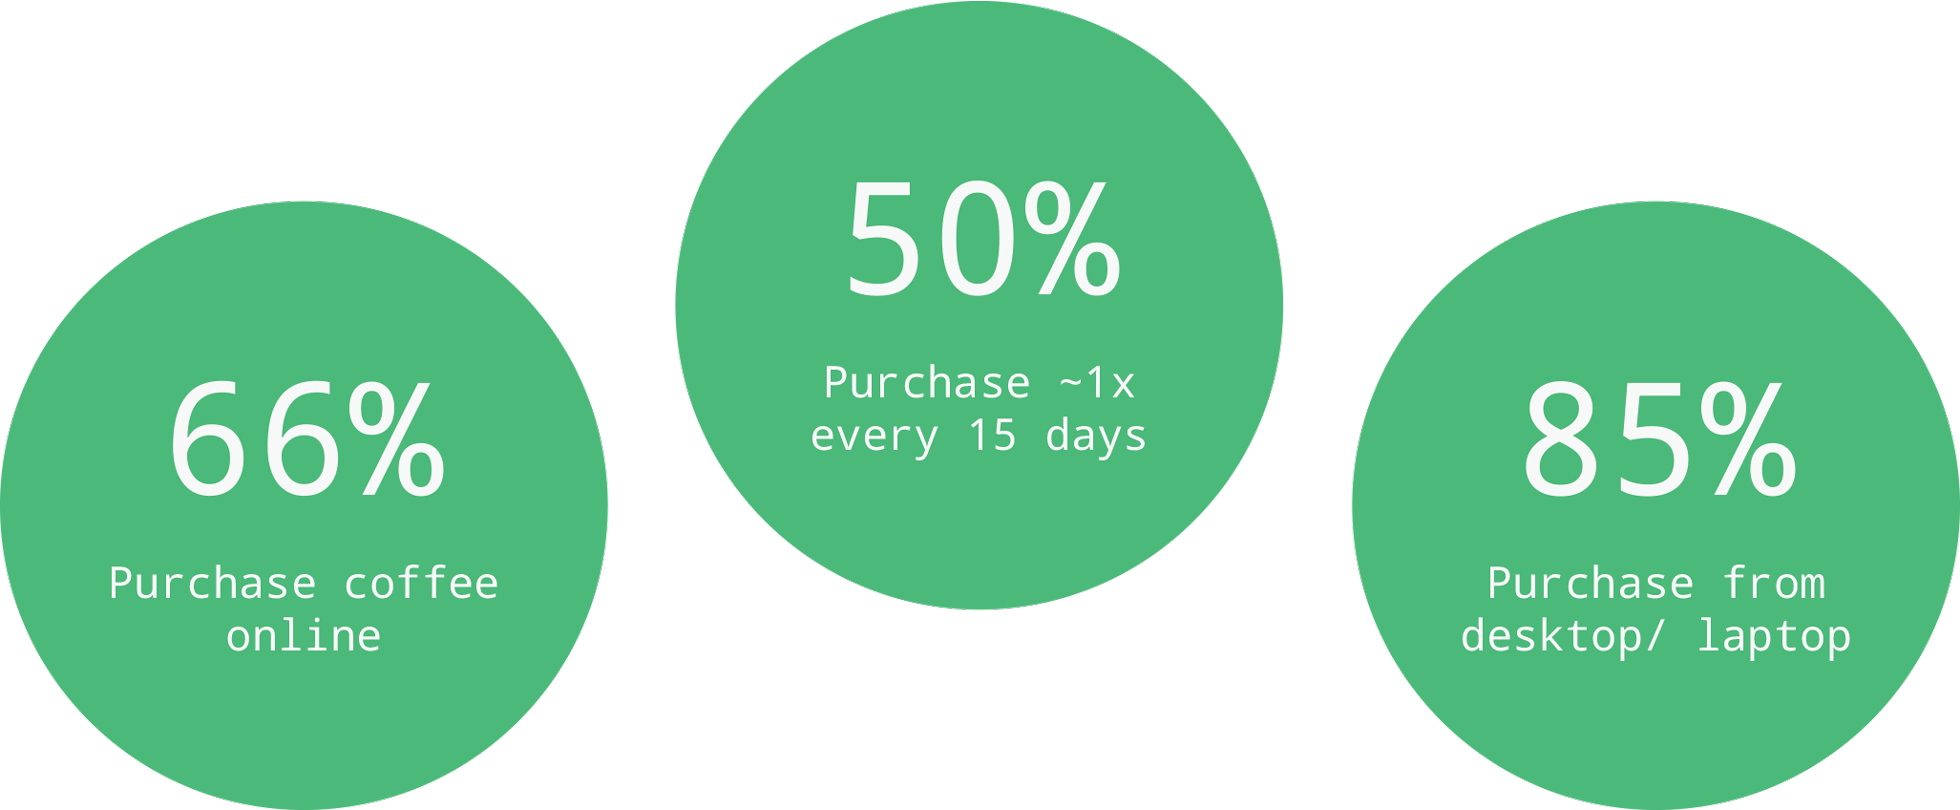 66%
Purchase coffee
online
50%
Purchase ~1x
every 15 days
85%
Purchase from
desktop/ laptop